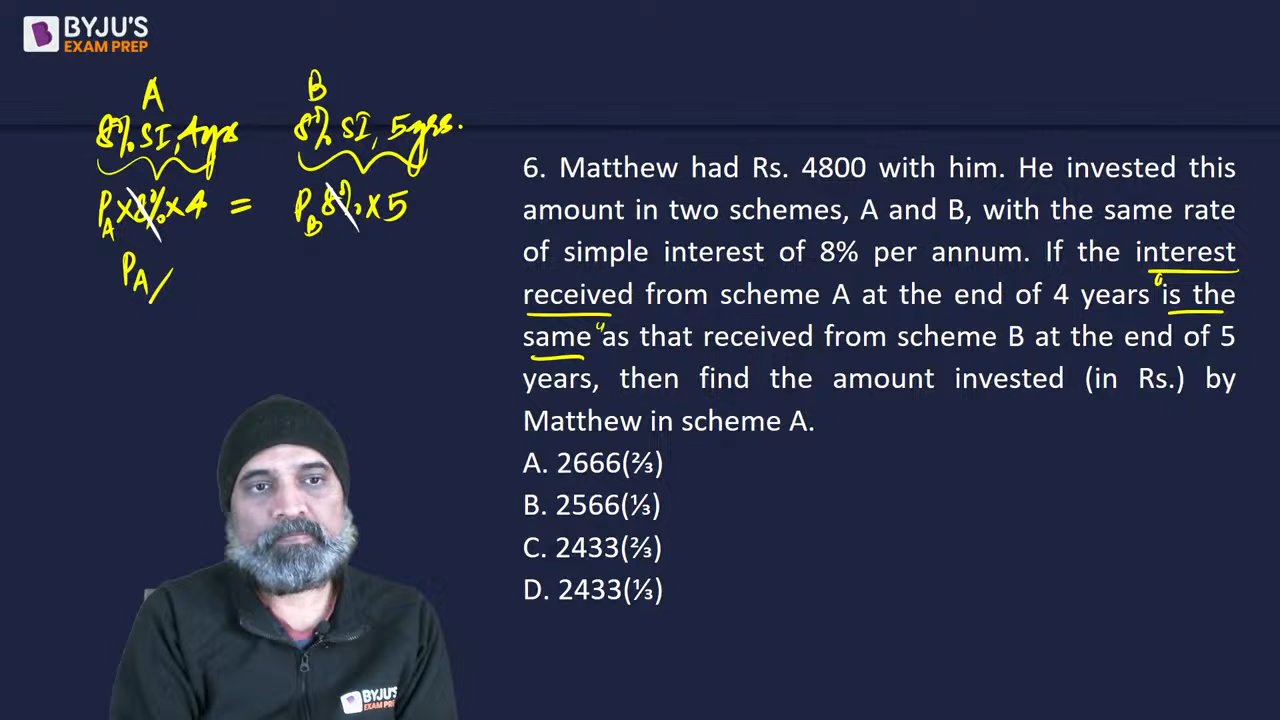 BYJU'S
EXAM PREP
A
B
8% SI, 4yrs
8% SI, 5yrs.
P_A × 8% × 4 = P_B 8% × 5
P_A /
6. Matthew had Rs. 4800 with him. He invested this
amount in two schemes, A and B, with the same rate
of simple interest of 8% per annum. If the interest
received from scheme A at the end of 4 years is the
same as that received from scheme B at the end of 5
years, then find the amount invested (in Rs.) by
Matthew in scheme A.
A. 2666(⅔)
B. 2566(⅓)
C. 2433(⅔)
D. 2433(⅓)
BYJU'S
EXAM PREP